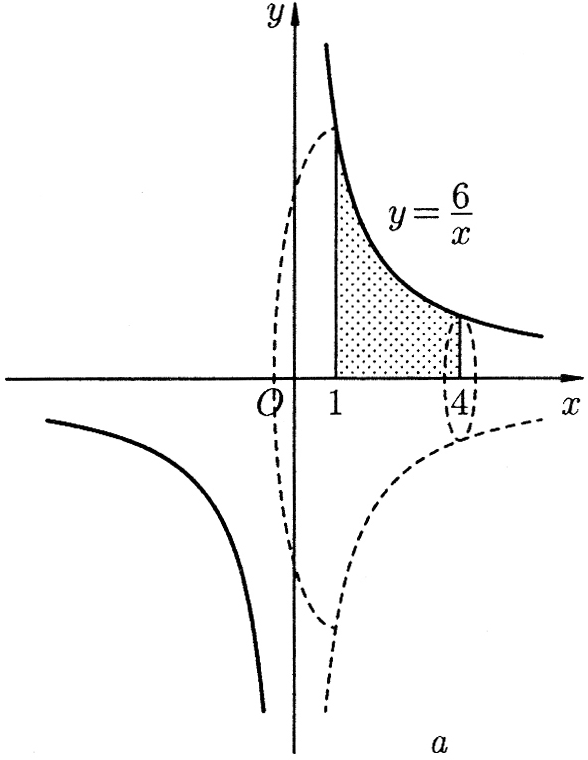 y
y = 6/x
O 1 4 x
a